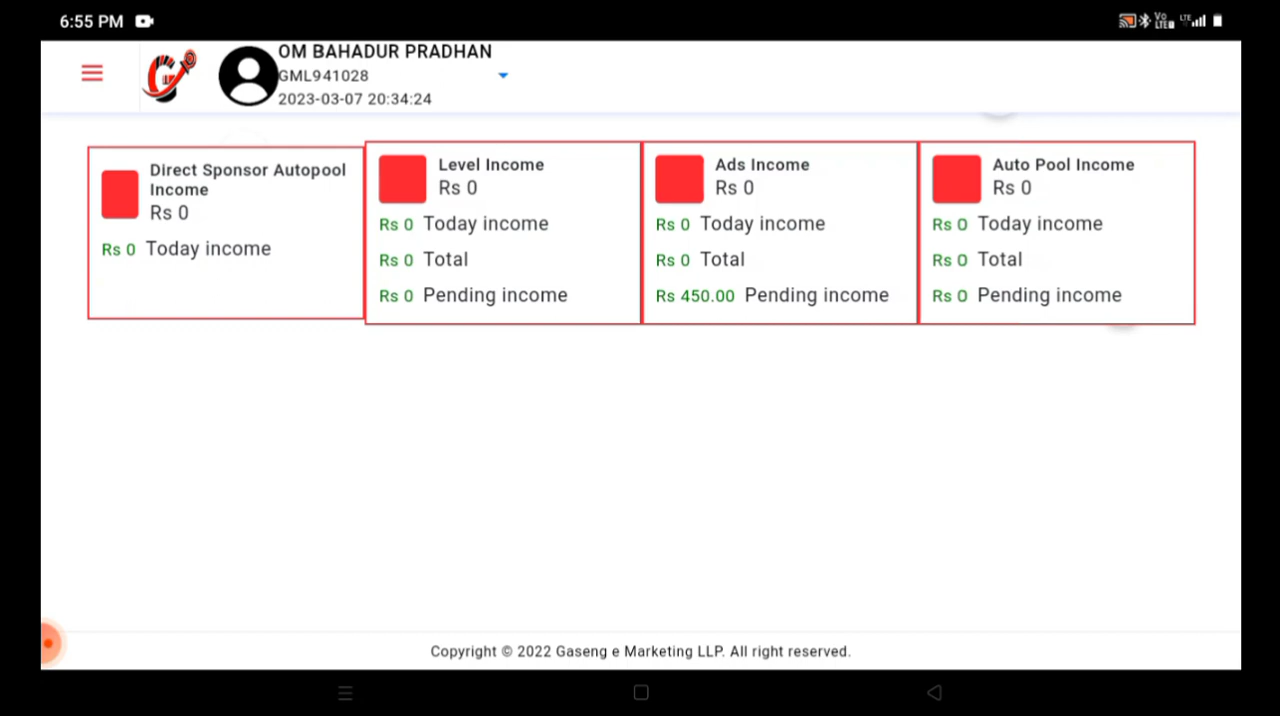 6:55 PM
Vo
LTE
LTE
OM BAHADUR PRADHAN
GML941028
2023-03-07 20:34:24
Direct Sponsor Autopool
Income
Rs 0
Rs 0 Today income
Level Income
Rs 0
Rs 0 Today income
Rs 0 Total
Rs 0 Pending income
Ads Income
Rs 0
Rs 0 Today income
Rs 0 Total
Rs 450.00 Pending income
Auto Pool Income
Rs 0
Rs 0 Today income
Rs 0 Total
Rs 0 Pending income
Copyright © 2022 Gaseng e Marketing LLP. All right reserved.